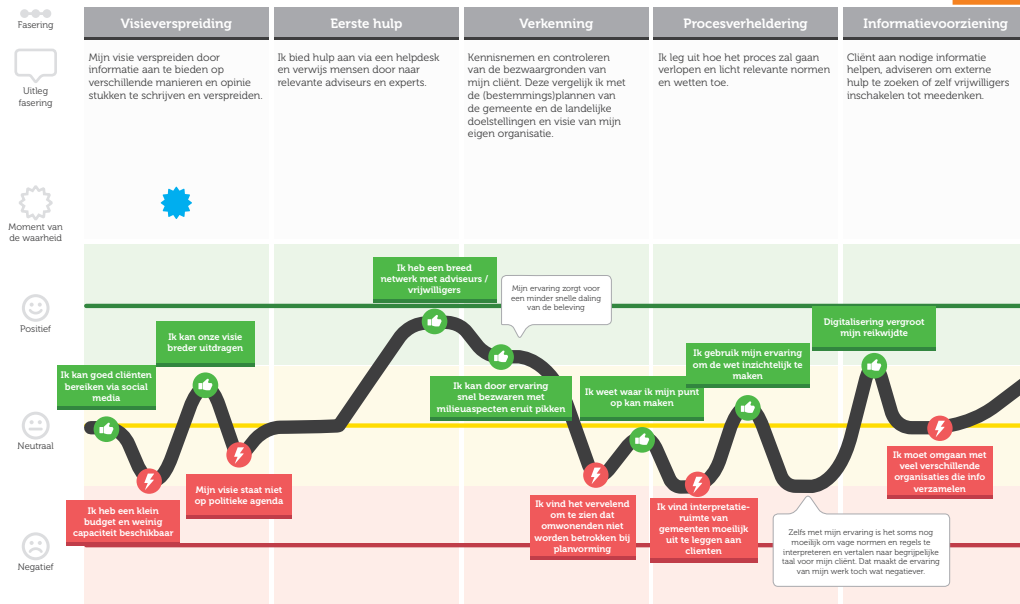 Fasering
Visieverspreiding
Eerste hulp
Verkenning
Procesverheldering
Informatievoorziening
Uitleg
fasering
Mijn visie verspreiden door
informatie aan te bieden op
verschillende manieren en opinie
stukken te schrijven en verspreiden.
Ik bied hulp aan via een helpdesk
en verwijs mensen door naar
relevante adviseurs en experts.
Kennisnemen en controleren
van de bezwaargronden van
mijn cliënt. Deze vergelijk ik met
de (bestemmings)plannen van
de gemeente en de landelijke
doelstellingen en visie van mijn
eigen organisatie.
Ik leg uit hoe het proces zal gaan
verlopen en licht relevante normen
en wetten toe.
Cliënt aan nodige informatie
helpen, adviseren om externe
hulp te zoeken of zelf vrijwilligers
inschakelen tot meedenken.
Moment van
de waarheid
Positief
Neutraal
Negatief
Ik kan goed cliënten
bereiken via social
media
Ik heb een klein
budget en weinig
capaciteit beschikbaar
Ik kan onze visie
breder uitdragen
Mijn visie staat niet
op politieke agenda
Ik heb een breed
netwerk met adviseurs /
vrijwilligers
Mijn ervaring zorgt voor
een minder snelle daling
van de beleving
Ik kan door ervaring
snel bezwaren met
milieuaspecten eruit pikken
Ik vind het vervelend
om te zien dat
omwonenden niet
worden betrokken bij
planvorming
Ik weet waar ik mijn punt
op kan maken
Ik vind interpretatie-
ruimte van
gemeenten moeilijk
uit te leggen aan
clienten
Ik gebruik mijn ervaring
om de wet inzichtelijk te
maken
Zelfs met mijn ervaring is het soms nog
moeilijk om vage normen en regels te
interpreteren en vertalen naar begrijpelijke
taal voor mijn cliënt. Dat maakt de ervaring
van mijn werk toch wat negatiever.
Digitalisering vergroot
mijn reikwijdte
Ik moet omgaan met
veel verschillende
organisaties die info
verzamelen